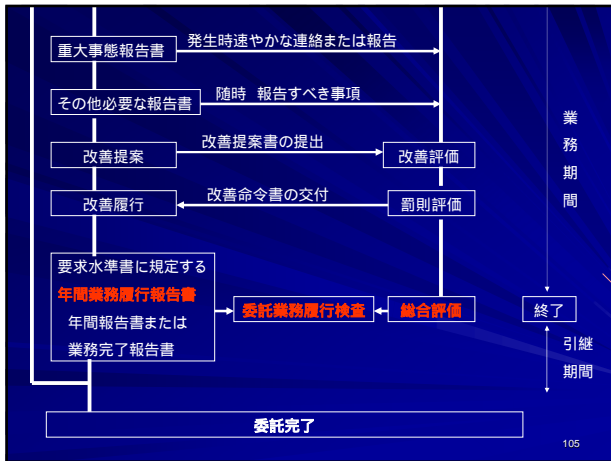 発生時速やかな連絡または報告
重大事態報告書
随時 報告すべき事項
その他必要な報告書
改善提案書の提出
改善提案
改善評価
改善命令書の交付
改善履行
罰則評価
業務期間
要求水準書に規定する
年間業務履行報告書
年間報告書または
業務完了報告書
委託業務履行検査
総合評価
終了
引継
期間
委託完了
105